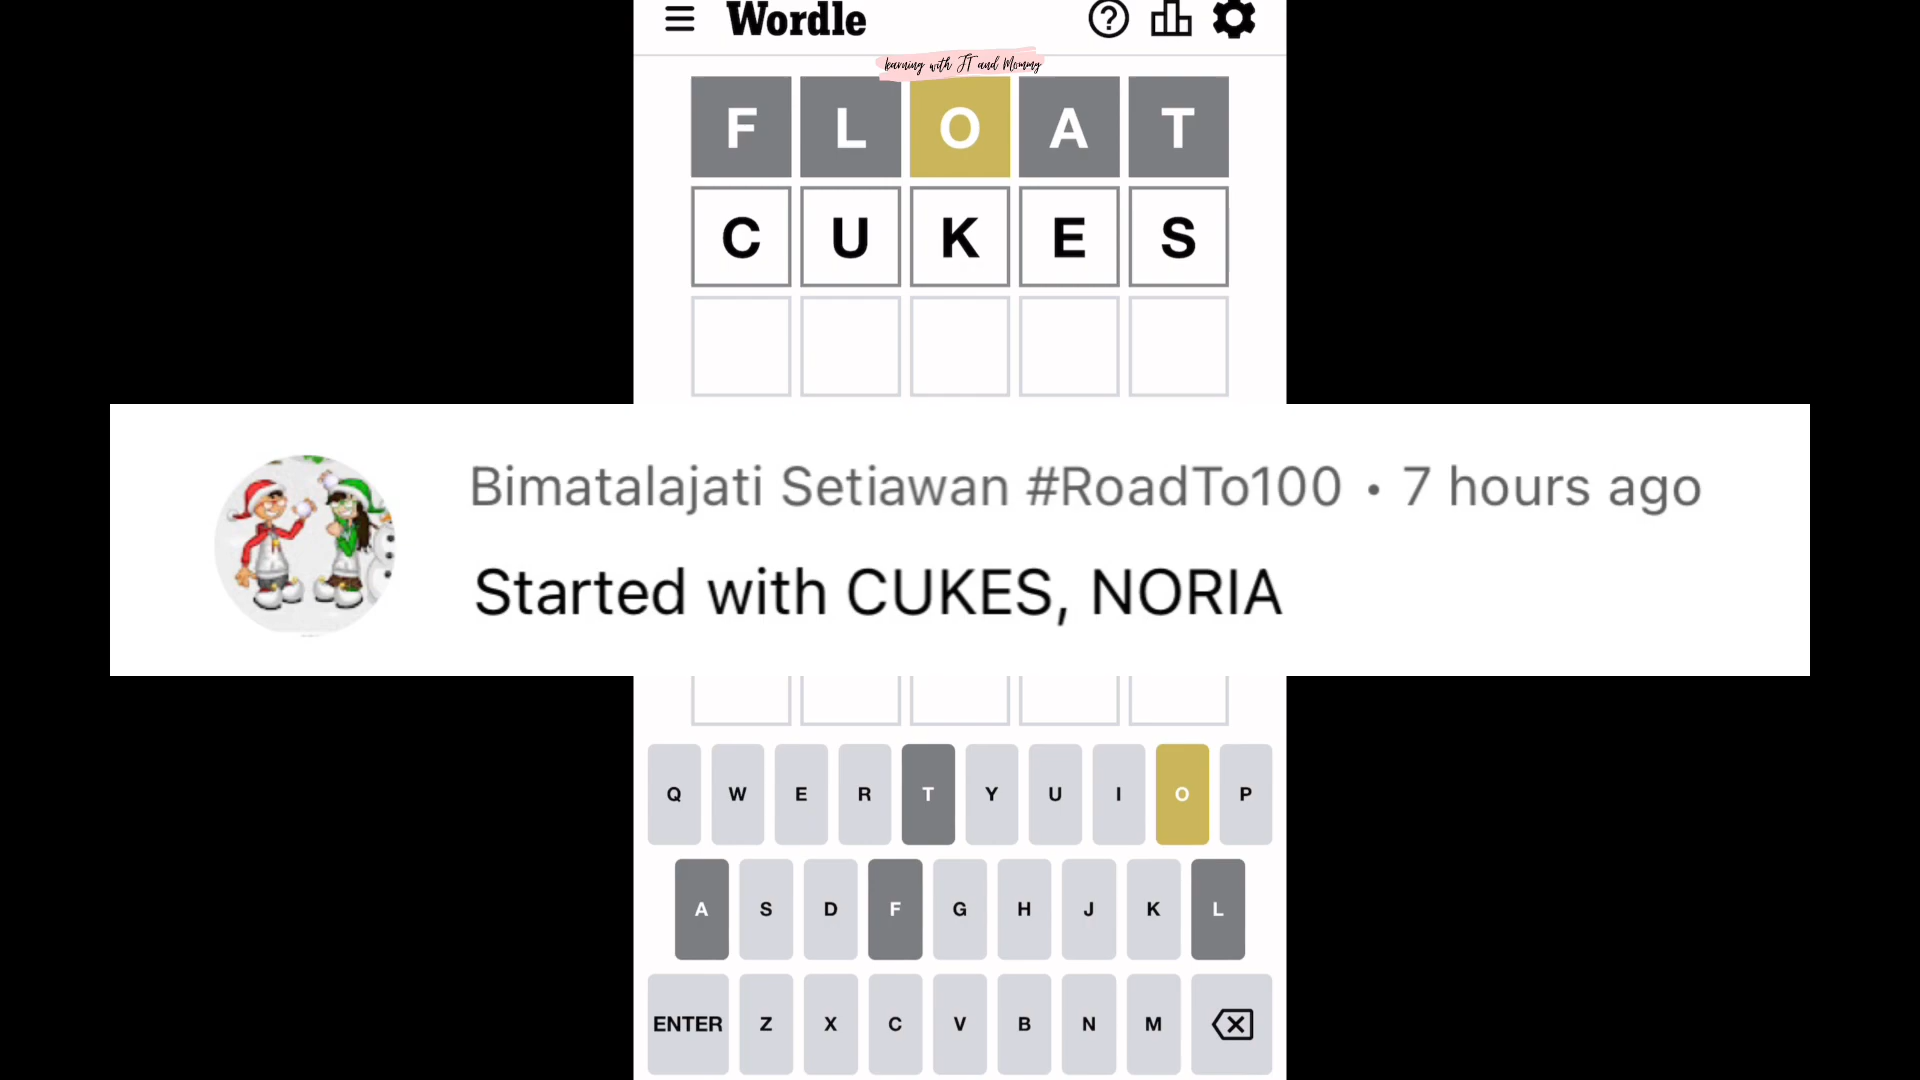 Wordle
learning with JT and Mommy
F L O A T
C U K E S
Bimatalajati Setiawan #RoadTo100 • 7 hours ago
Started with CUKES, NORIA
Q W E R T Y U I O P
A S D F G H J K L
ENTER Z X C V B N M